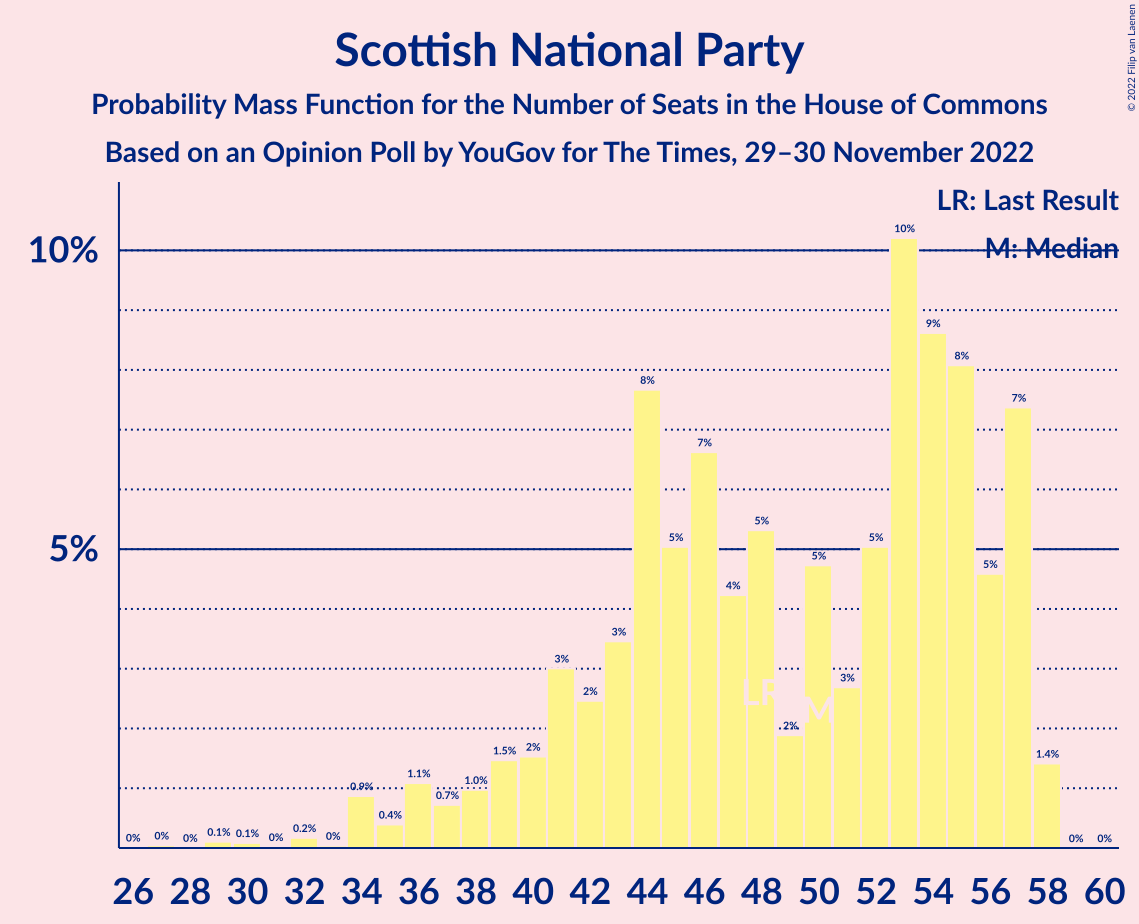 Scottish National Party
Probability Mass Function for the Number of Seats in the House of Commons
Based on an Opinion Poll by YouGov for The Times, 29–30 November 2022
© 2022 Filip van Laenen
LR: Last Result
M: Median
10%
5%
0% 0% 0% 0.1% 0.1% 0% 0.2% 0% 0.9% 0.4% 1.1% 0.7% 1.0% 1.5% 2% 3% 2% 3% 8% 5% 7% 4% 5% 2% 5% 3% 5% 10% 9% 8% 5% 7% 1.4% 0% 0%
LR M
26 28 30 32 34 36 38 40 42 44 46 48 50 52 54 56 58 60